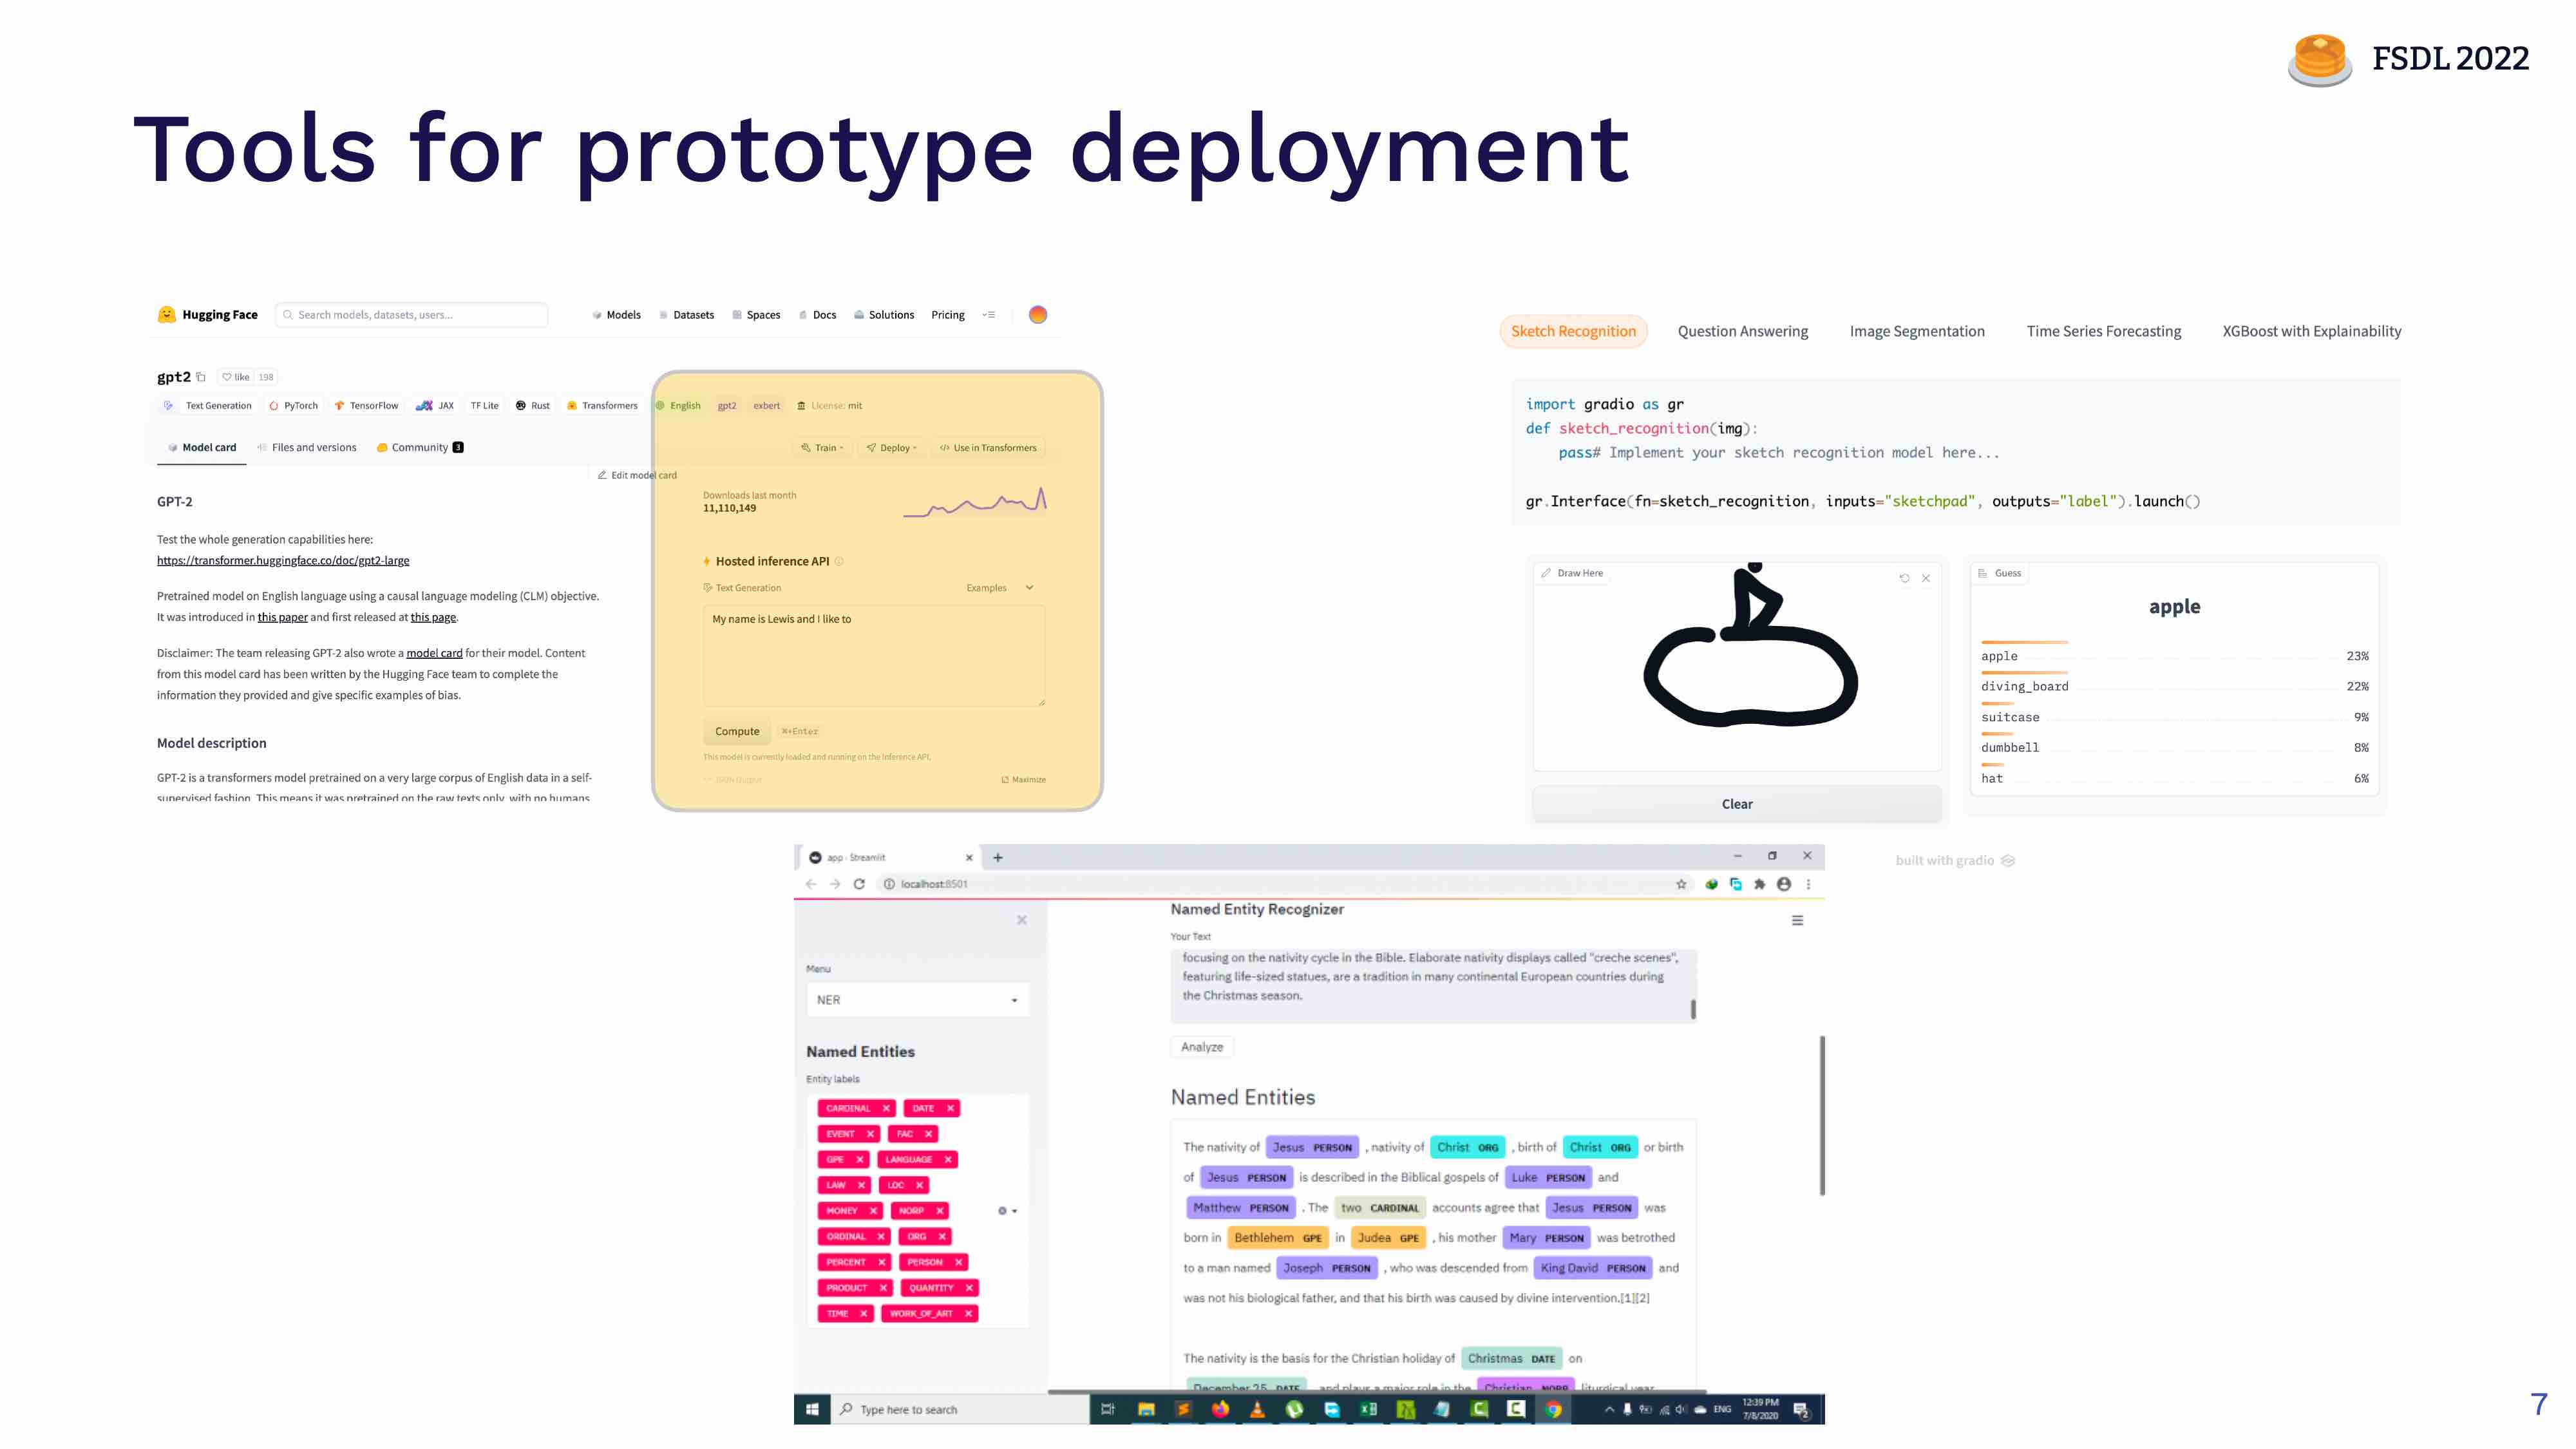 FSDL 2022
Tools for prototype deployment
Hugging Face
Search models, datasets, users...
Models Datasets Spaces Docs Solutions Pricing
gpt2 like 198
Text Generation PyTorch TensorFlow JAX TF Lite Rust Transformers English gpt2 exbert License: mit
Model card Files and versions Community 3
Train Deploy </> Use in Transformers
Edit model card
GPT-2
Test the whole generation capabilities here:
https://transformer.huggingface.co/doc/gpt2-large
Pretrained model on English language using a causal language modeling (CLM) objective.
It was introduced in this paper and first released at this page.
Disclaimer: The team releasing GPT-2 also wrote a model card for their model. Content
from this model card has been written by the Hugging Face team to complete the
information they provided and give specific examples of bias.
Model description
GPT-2 is a transformers model pretrained on a very large corpus of English data in a self-
supervised fashion. This means it was pretrained on the raw texts only, with no humans
Downloads last month
11,110,149
Hosted inference API
Text Generation
Examples
My name is Lewis and I like to
Compute ⌘+Enter
This model is currently loaded and running on the Inference API.
JSON Output
Maximize
Sketch Recognition Question Answering Image Segmentation Time Series Forecasting XGBoost with Explainability
import gradio as gr
def sketch_recognition(img):
pass# Implement your sketch recognition model here...
gr.Interface(fn=sketch_recognition, inputs="sketchpad", outputs="label").launch()
Draw Here
Clear
Guess
apple
apple 23%
diving_board 22%
suitcase 9%
dumbbell 8%
hat 6%
built with gradio
app · Streamlit
localhost:8501
Menu
NER
Named Entities
Entity labels
CARDINAL DATE
EVENT FAC
GPE LANGUAGE
LAW LOC
MONEY NORP
ORDINAL ORG
PERCENT PERSON
PRODUCT QUANTITY
TIME WORK_OF_ART
Named Entity Recognizer
Your Text
focusing on the nativity cycle in the Bible. Elaborate nativity displays called "creche scenes",
featuring life-sized statues, are a tradition in many continental European countries during
the Christmas season.
Analyze
Named Entities
The nativity of Jesus PERSON , nativity of Christ ORG , birth of Christ ORG or birth
of Jesus PERSON is described in the Biblical gospels of Luke PERSON and
Matthew PERSON . The two CARDINAL accounts agree that Jesus PERSON was
born in Bethlehem GPE in Judea GPE , his mother Mary PERSON was betrothed
to a man named Joseph PERSON , who was descended from King David PERSON and
was not his biological father, and that his birth was caused by divine intervention.[1][2]
The nativity is the basis for the Christian holiday of Christmas DATE on
December 25 DATE , and plays a major role in the Christian NORP liturgical year
Type here to search
ENG
12:39 PM
7/8/2020
2
7